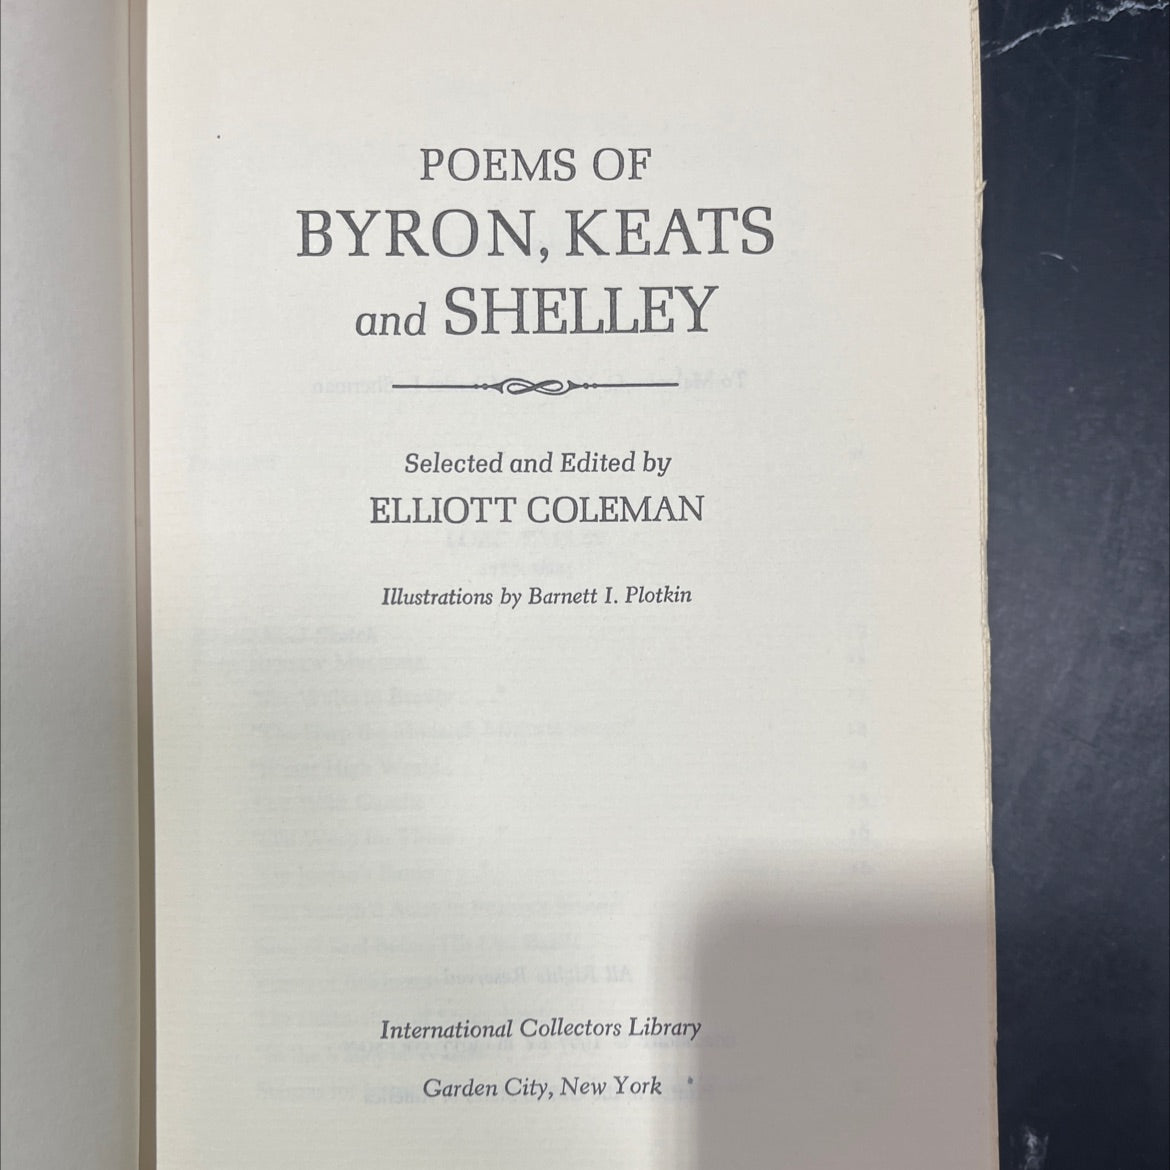 POEMS OF
BYRON, KEATS
and SHELLEY
Selected and Edited by
ELLIOTT COLEMAN
Illustrations by Barnett I. Plotkin
International Collectors Library
Garden City, New York